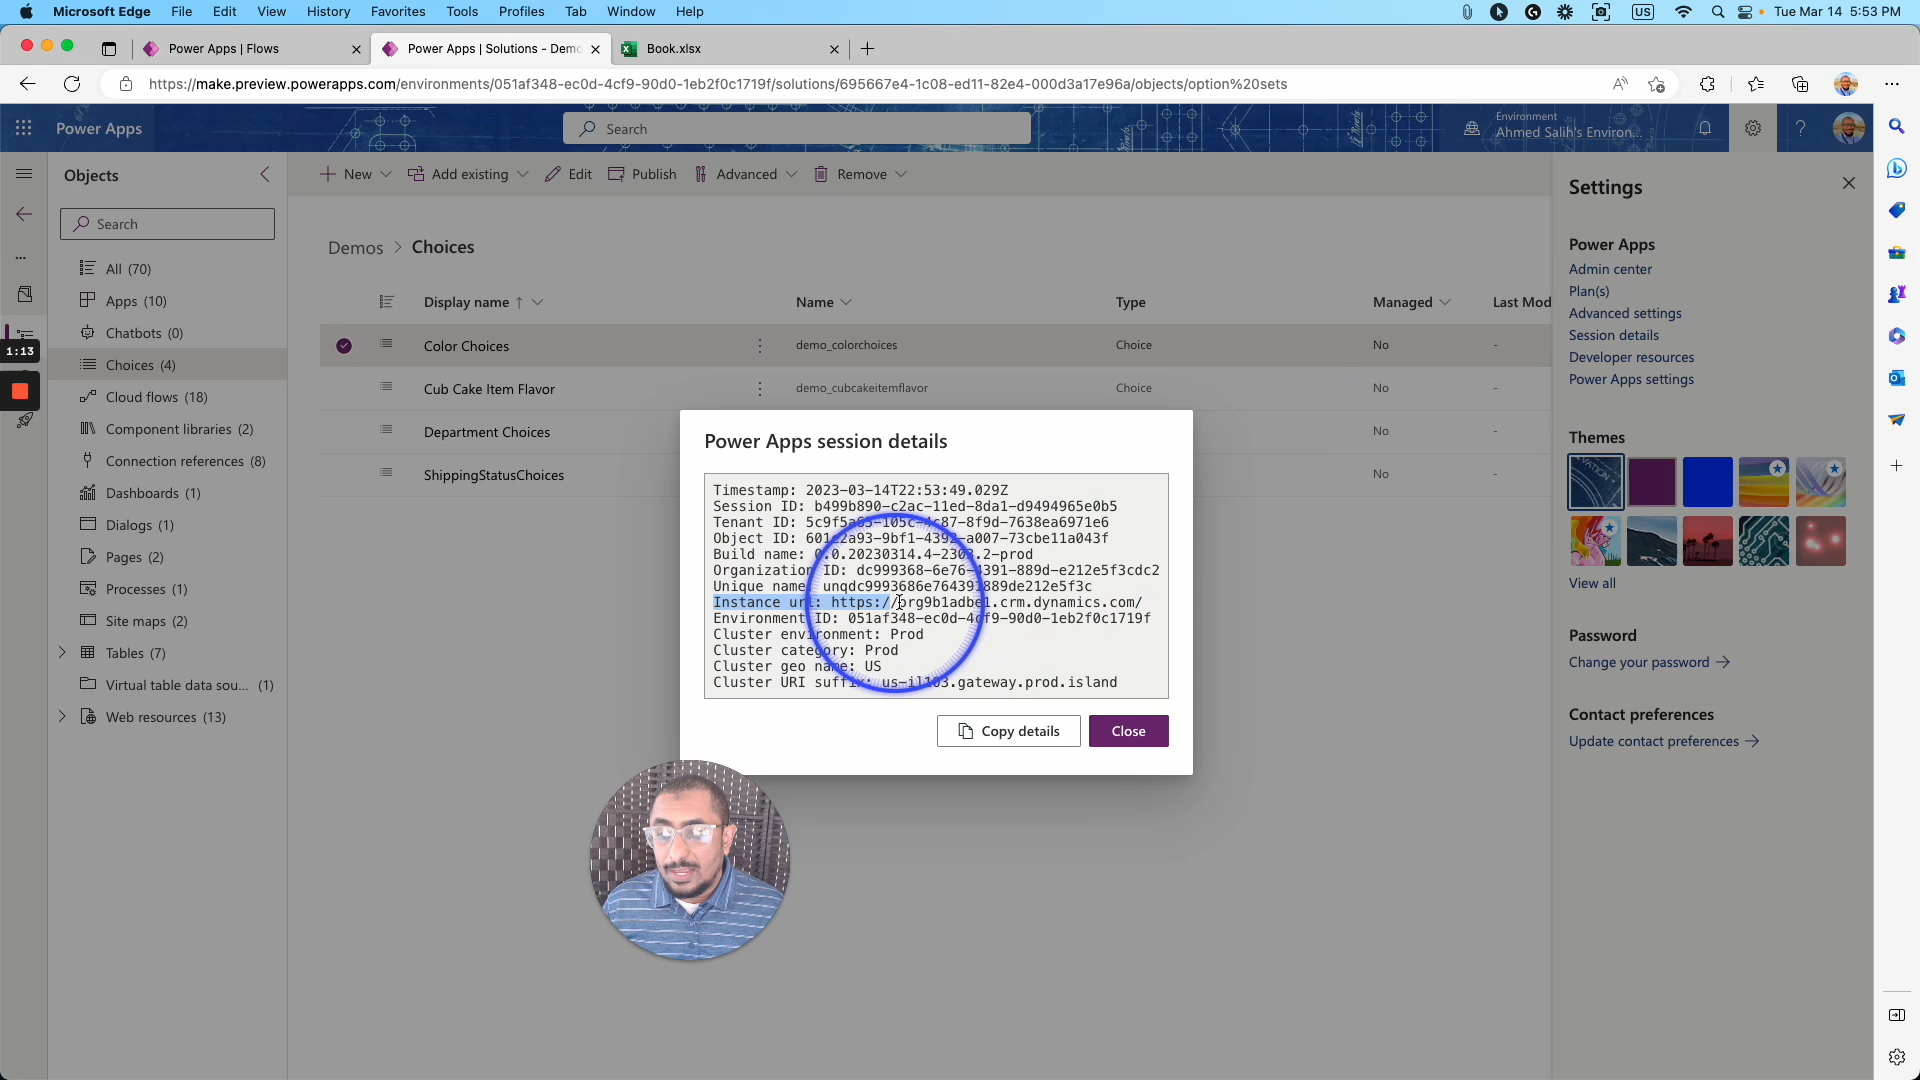 Microsoft Edge File Edit View History Favorites Tools Profiles Tab Window Help US Tue Mar 14 5:53 PM
Power Apps | Flows
Power Apps | Solutions - Demo
Book.xlsx
https://make.preview.powerapps.com/environments/051af348-ec0d-4cf9-90d0-1eb2f0c1719f/solutions/695667e4-1c08-ed11-82e4-000d3a17e96a/objects/option%20sets
Power Apps
Search
Environment
Ahmed Salih's Environ...
Objects
Search
All (70)
Apps (10)
Chatbots (0)
Choices (4)
Cloud flows (18)
Component libraries (2)
Connection references (8)
Dashboards (1)
Dialogs (1)
Pages (2)
Processes (1)
Site maps (2)
Tables (7)
Virtual table data sou... (1)
Web resources (13)
1:13
New Add existing Edit Publish Advanced Remove
Demos > Choices
Display name ↑ Name Type Managed Last Mod
Color Choices demo_colorchoices Choice No -
Cub Cake Item Flavor demo_cubcakeitemflavor Choice No -
Department Choices No -
ShippingStatusChoices No -
Power Apps session details
Timestamp: 2023-03-14T22:53:49.029Z
Session ID: b499b890-c2ac-11ed-8da1-d9494965e0b5
Tenant ID: 105c-4c87-8f9d-7638ea6971e6
Object ID: 4392-a007-73cbe11a043f
Build name: 0.0.20230314.4-2303.2-prod
Organization ID: dc999368-6e76-4391-889d-e212e5f3cdc2
Unique name: unqdc9993686e764391889de212e5f3c
Instance url: https://org9b1adbe1.crm.dynamics.com/
Environment ID: 051af348-ec0d-4cf9-90d0-1eb2f0c1719f
Cluster environment: Prod
Cluster category: Prod
Cluster geo name: US
Cluster URI suffix: us-il103.gateway.prod.island
Copy details
Close
Settings
Power Apps
Admin center
Plan(s)
Advanced settings
Session details
Developer resources
Power Apps settings
Themes
View all
Password
Change your password →
Contact preferences
Update contact preferences →